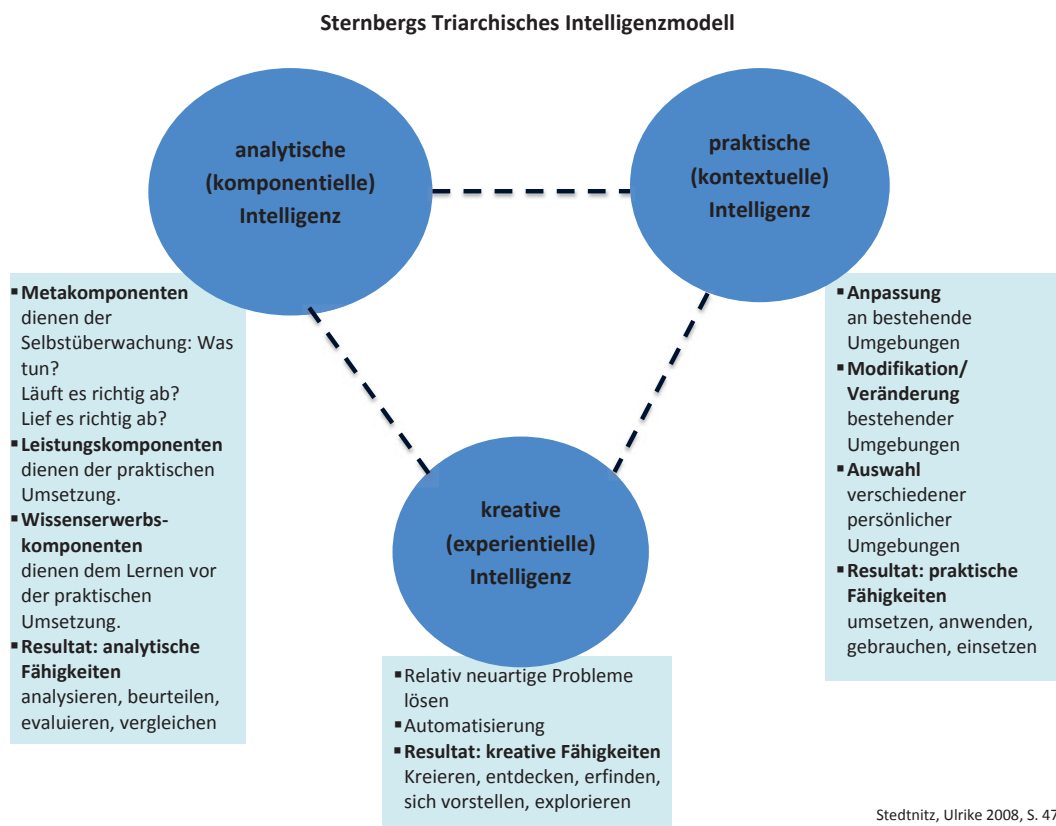 Sternbergs Triarchisches Intelligenzmodell
analytische
(komponentielle)
Intelligenz
praktische
(kontextuelle)
Intelligenz
▪ Metakomponenten
dienen der
Selbstüberwachung: Was
tun?
Läuft es richtig ab?
Lief es richtig ab?
▪ Leistungskomponenten
dienen der praktischen
Umsetzung.
▪ Wissenserwerbs-
komponenten
dienen dem Lernen vor
der praktischen
Umsetzung.
▪ Resultat: analytische
Fähigkeiten
analysieren, beurteilen,
evaluieren, vergleichen
▪ Anpassung
an bestehende
Umgebungen
▪ Modifikation/
Veränderung
bestehender
Umgebungen
▪ Auswahl
verschiedener
persönlicher
Umgebungen
▪ Resultat: praktische
Fähigkeiten
umsetzen, anwenden,
gebrauchen, einsetzen
kreative
(experientielle)
Intelligenz
▪ Relativ neuartige Probleme
lösen
▪ Automatisierung
▪ Resultat: kreative Fähigkeiten
Kreieren, entdecken, erfinden,
sich vorstellen, explorieren
Stedtnitz, Ulrike 2008, S. 47